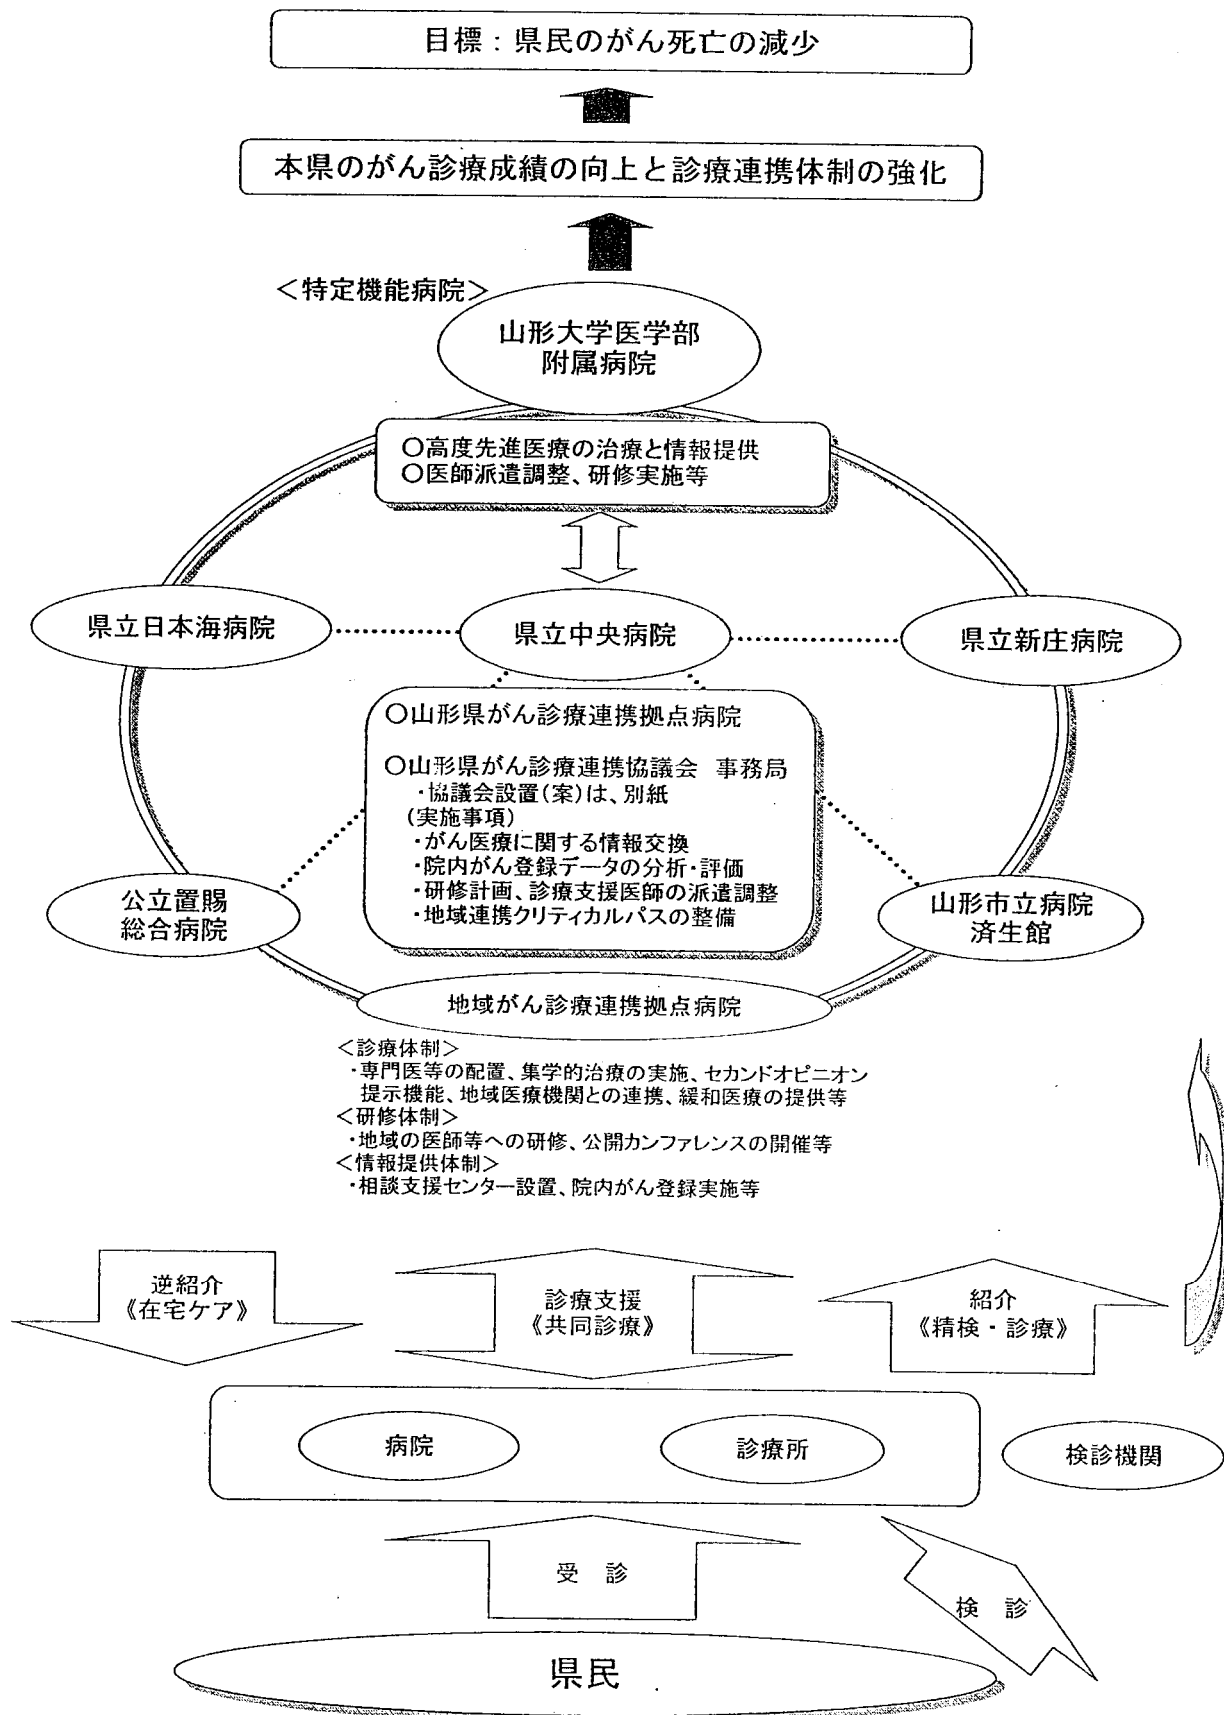 目標：県民のがん死亡の減少
本県のがん診療成績の向上と診療連携体制の強化
＜特定機能病院＞
山形大学医学部
附属病院
○高度先進医療の治療と情報提供
○医師派遣調整、研修実施等
県立日本海病院
県立中央病院
県立新庄病院
○山形県がん診療連携拠点病院
○山形県がん診療連携協議会　事務局
・協議会設置(案)は、別紙
(実施事項)
・がん医療に関する情報交換
・院内がん登録データの分析・評価
・研修計画、診療支援医師の派遣調整
・地域連携クリティカルパスの整備
公立置賜
総合病院
山形市立病院
済生館
地域がん診療連携拠点病院
＜診療体制＞
・専門医等の配置、集学的治療の実施、セカンドオピニオン
提示機能、地域医療機関との連携、緩和医療の提供等
＜研修体制＞
・地域の医師等への研修、公開カンファレンスの開催等
＜情報提供体制＞
・相談支援センター設置、院内がん登録実施等
逆紹介
《在宅ケア》
診療支援
《共同診療》
紹介
《精検・診療》
病院
診療所
検診機関
受　診
検　診
県民